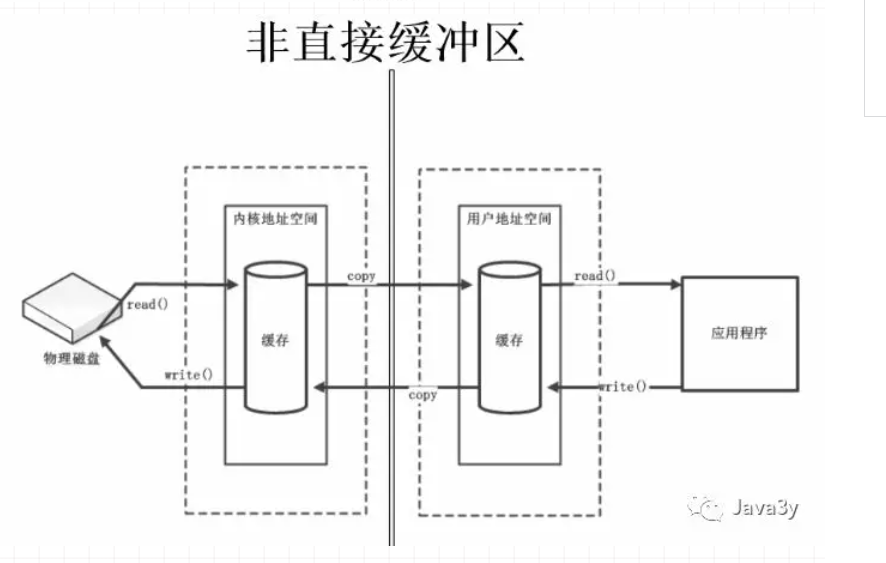 非直接缓冲区
内核地址空间
用户地址空间
copy
read()
read()
缓存
缓存
应用程序
物理磁盘
write()
copy
write()
Java3y